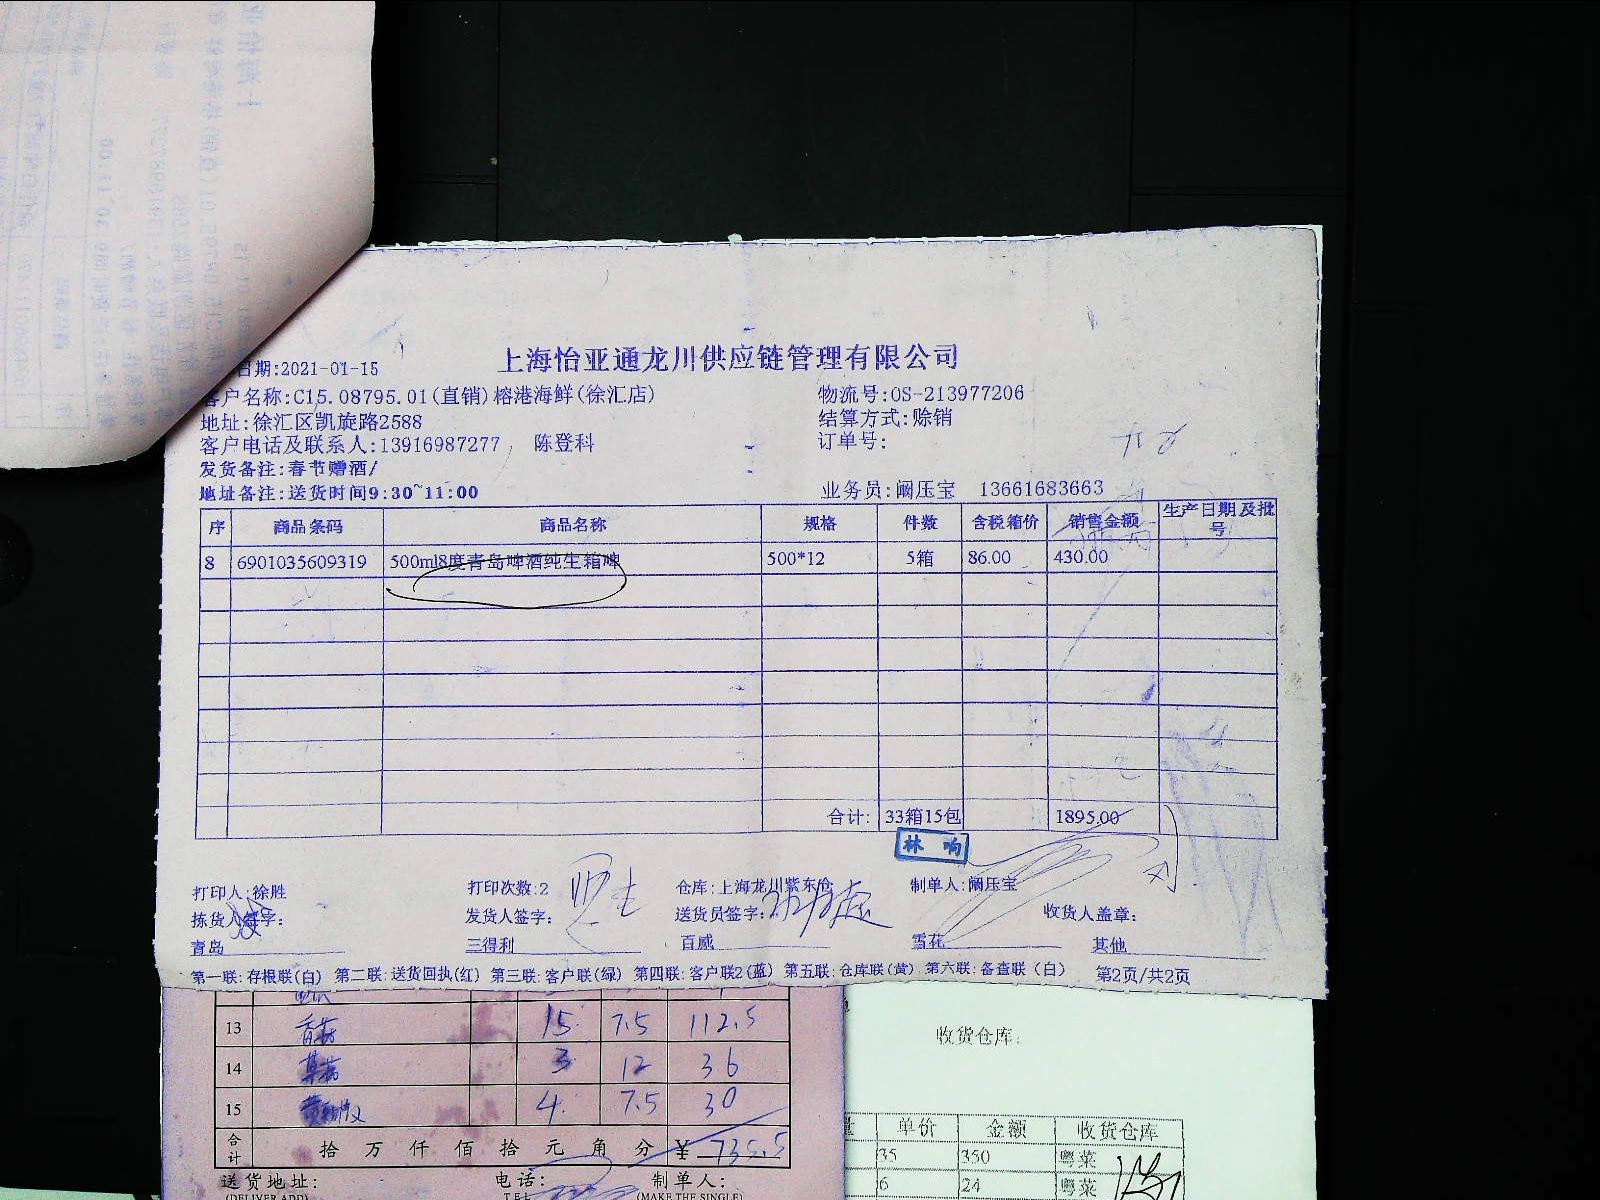 上海怡亚通龙川供应链管理有限公司
日期:2021-01-15
客户名称:C15.08795.01(直销)榕港海鲜(徐汇店)
物流号:OS-213977206
地址:徐汇区凯旋路2588
结算方式:赊销
客户电话及联系人:13916987277 陈登科
订单号:
发货备注:春节赠酒/
地址备注:送货时间9:30~11:00
业务员:阚压宝 13661683663
序 商品条码 商品名称 规格 件数 含税箱价 销售金额 生产日期及批号
8 6901035609319 500ml8度青岛啤酒纯生箱啤 500*12 5箱 86.00 430.00
合计: 33箱15包 1895.00
林 响
打印人:徐胜 打印次数:2 仓库:上海龙川紫东仓 制单人:阚压宝
拣货人签字: 发货人签字: 送货员签字: 收货人盖章:
青岛 三得利 百威 雪花 其他
第一联:存根联(白) 第二联:送货回执(红) 第三联:客户联(绿) 第四联:客户联2(蓝) 第五联:仓库联(黄) 第六联:备查联(白) 第2页/共2页
13 香菇 15 7.5 112.5
14 3 12 36
15 4 7.5 30
合计 拾 万 仟 佰 拾 元 角 分 ¥ 735.5
送货地址: 电话: 制单人:
(DELIVER ADD) TEL (MAKE THE SINGLE)
收货仓库:
量 单价 金额 收货仓库
35 350 粤菜
6 24 粤菜